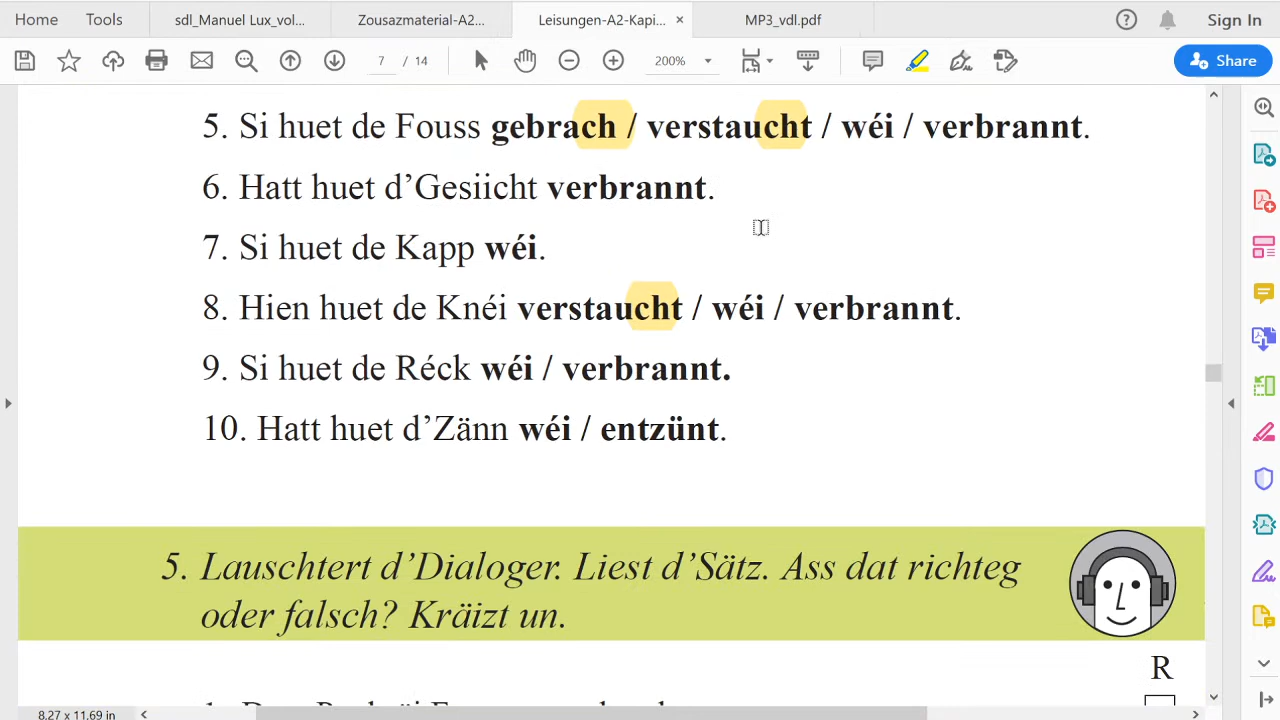 Home Tools sdl_Manuel Lux_vol... Zousazmaterial-A2... Leisungen-A2-Kapi... × MP3_vdl.pdf Sign In
7 / 14 200% Share
5. Si huet de Fouss gebrach / verstaucht / wéi / verbrannt.
6. Hatt huet d’Gesiicht verbrannt.
7. Si huet de Kapp wéi.
8. Hien huet de Knéi verstaucht / wéi / verbrannt.
9. Si huet de Réck wéi / verbrannt.
10. Hatt huet d’Zänn wéi / entzünt.
5. Lauschtert d’Dialoger. Liest d’Sätz. Ass dat richteg
oder falsch? Kräizt un.
R
8.27 x 11.69 in